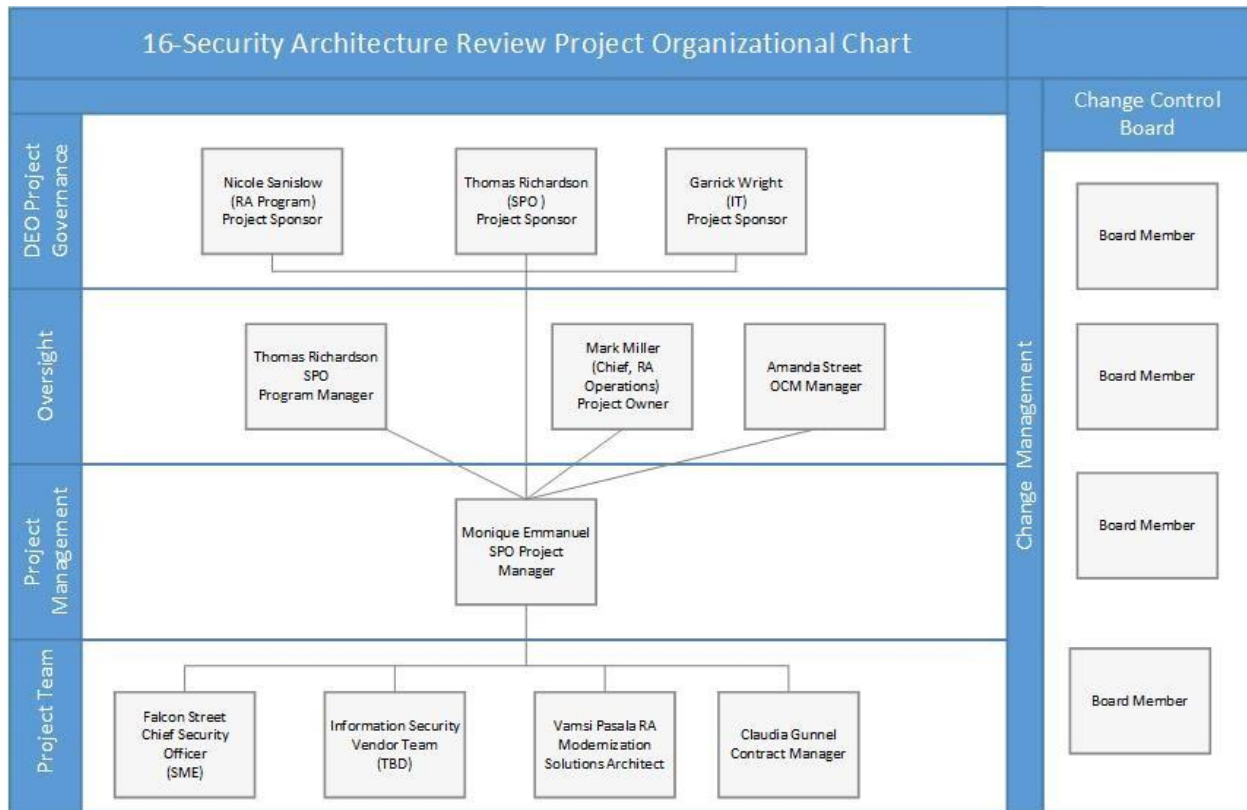 16-Security Architecture Review Project Organizational Chart
Change Control
Board
DEO Project
Governance
Nicole Sanislow
(RA Program)
Project Sponsor
Thomas Richardson
(SPO )
Project Sponsor
Garrick Wright
(IT)
Project Sponsor
Board Member
Oversight
Thomas Richardson
SPO
Program Manager
Mark Miller
(Chief, RA
Operations)
Project Owner
Amanda Street
OCM Manager
Change Management
Board Member
Project
Management
Monique Emmanuel
SPO Project
Manager
Board Member
Project Team
Falcon Street
Chief Security
Officer
(SME)
Information Security
Vendor Team
(TBD)
Vamsi Pasala RA
Modernization
Solutions Architect
Claudia Gunnel
Contract Manager
Board Member